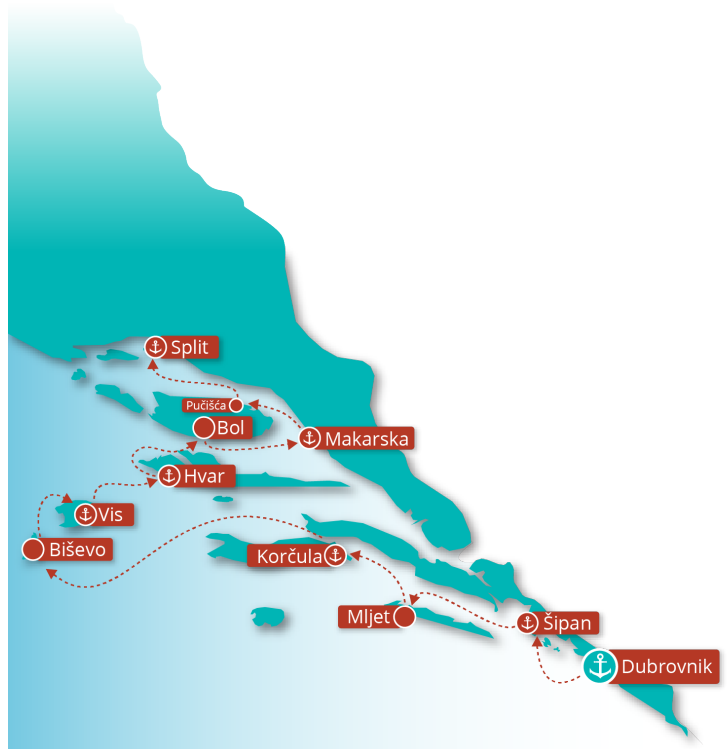 Split
Pučišća
Bol
Makarska
Hvar
Vis
Biševo
Korčula
Mljet
Šipan
Dubrovnik